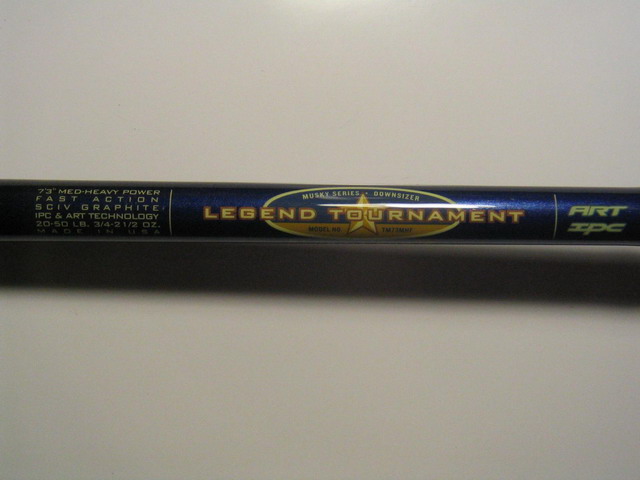 7'3" MED-HEAVY POWER
FAST ACTION
SCIV GRAPHITE
IPC & ART TECHNOLOGY
20-50 LB. 3/4-2 1/2 OZ.
MADE IN USA
MUSKY SERIES - DOWNSIZER
LEGEND TOURNAMENT
MODEL NO.
ART
IPC